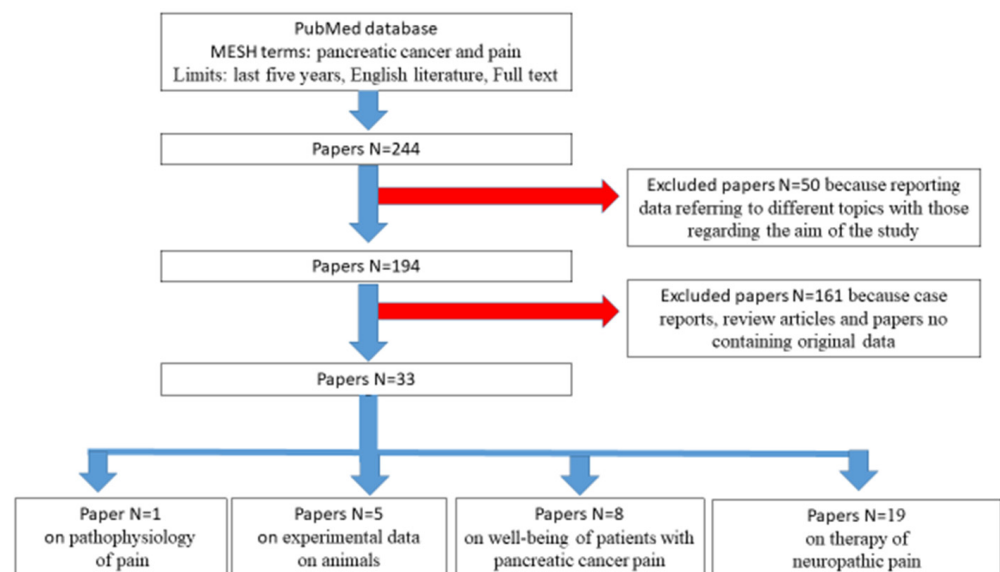 PubMed database
MESH terms: pancreatic cancer and pain
Limits: last five years, English literature, Full text
Papers N=244
Excluded papers N=50 because reporting
data referring to different topics with those
regarding the aim of the study
Papers N=194
Excluded papers N=161 because case
reports, review articles and papers no
containing original data
Papers N=33
Paper N=1
on pathophysiology
of pain
Papers N=5
on experimental data
on animals
Papers N=8
on well-being of patients with
pancreatic cancer pain
Papers N=19
on therapy of
neuropathic pain